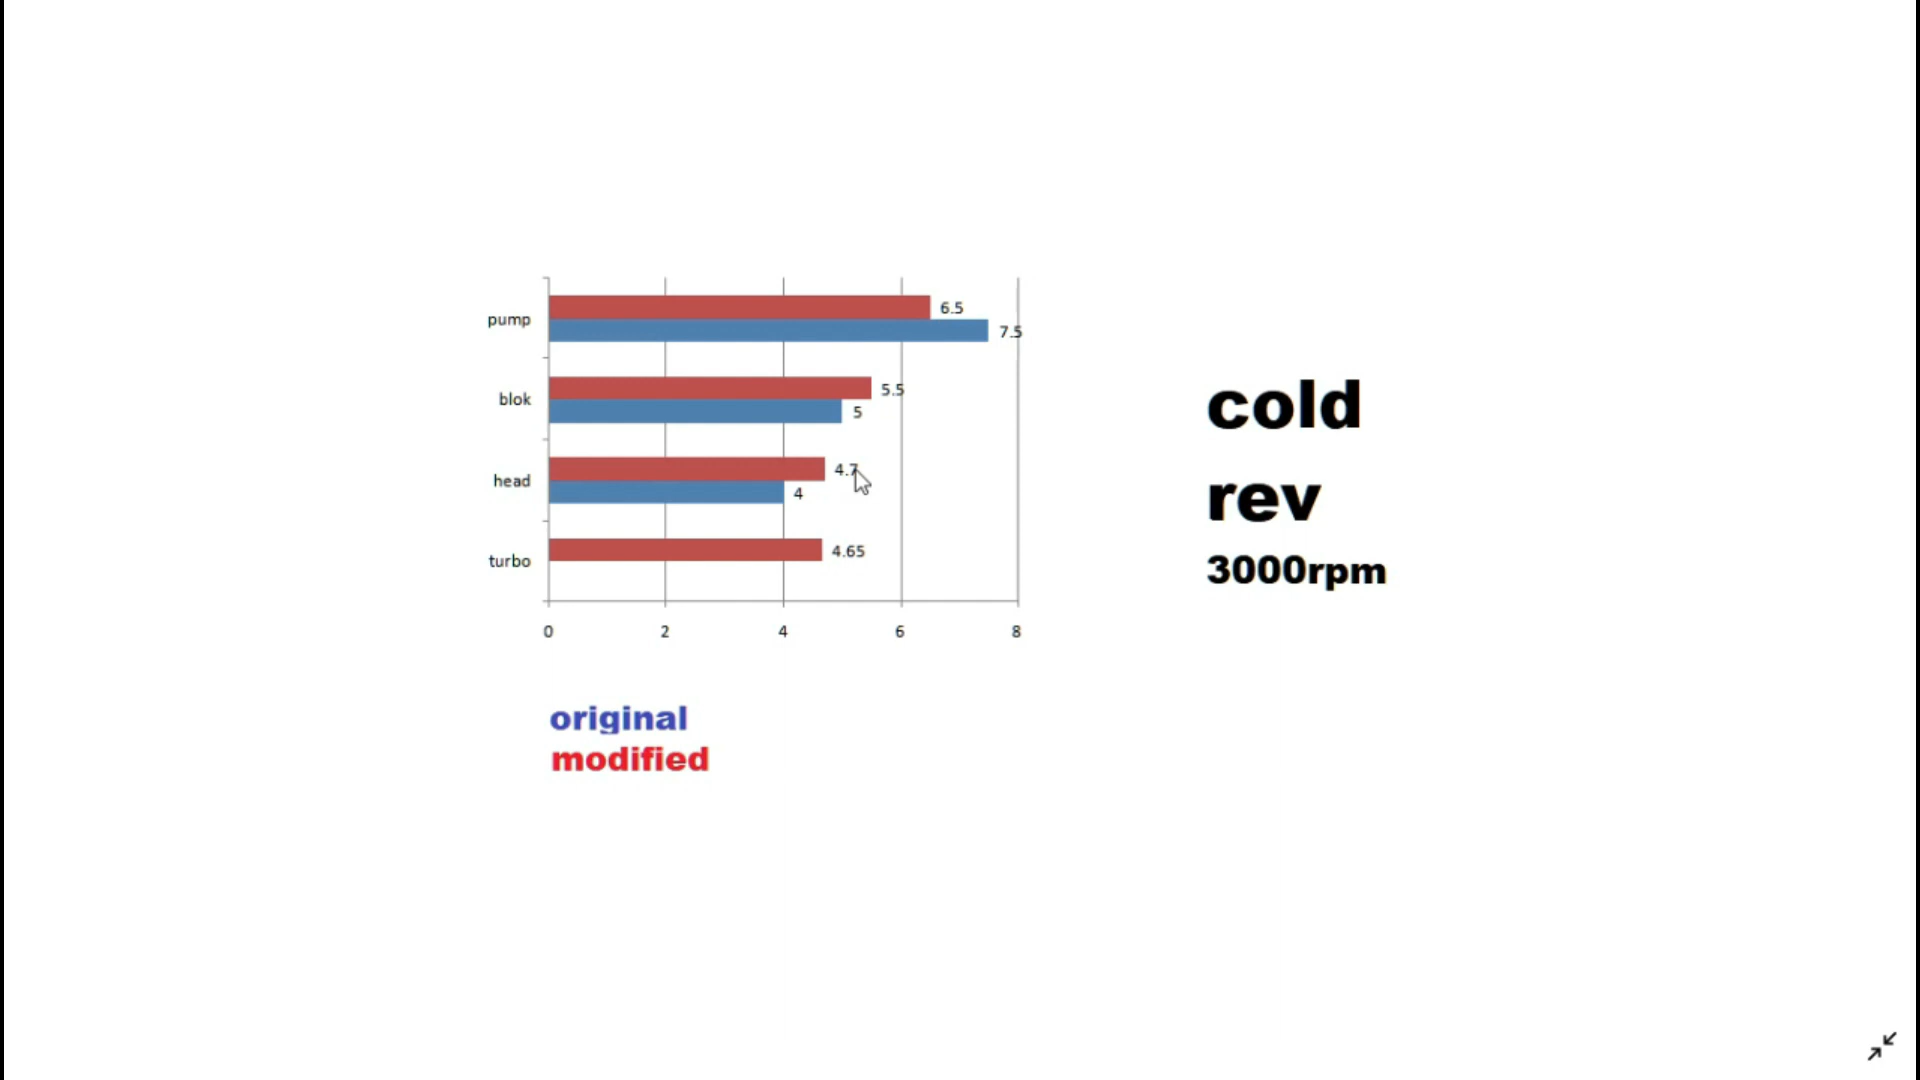 pump
6.5
7.5
blok
5.5
5
head
4.7
4
turbo
4.65
0 2 4 6 8
original
modified
cold
rev
3000rpm